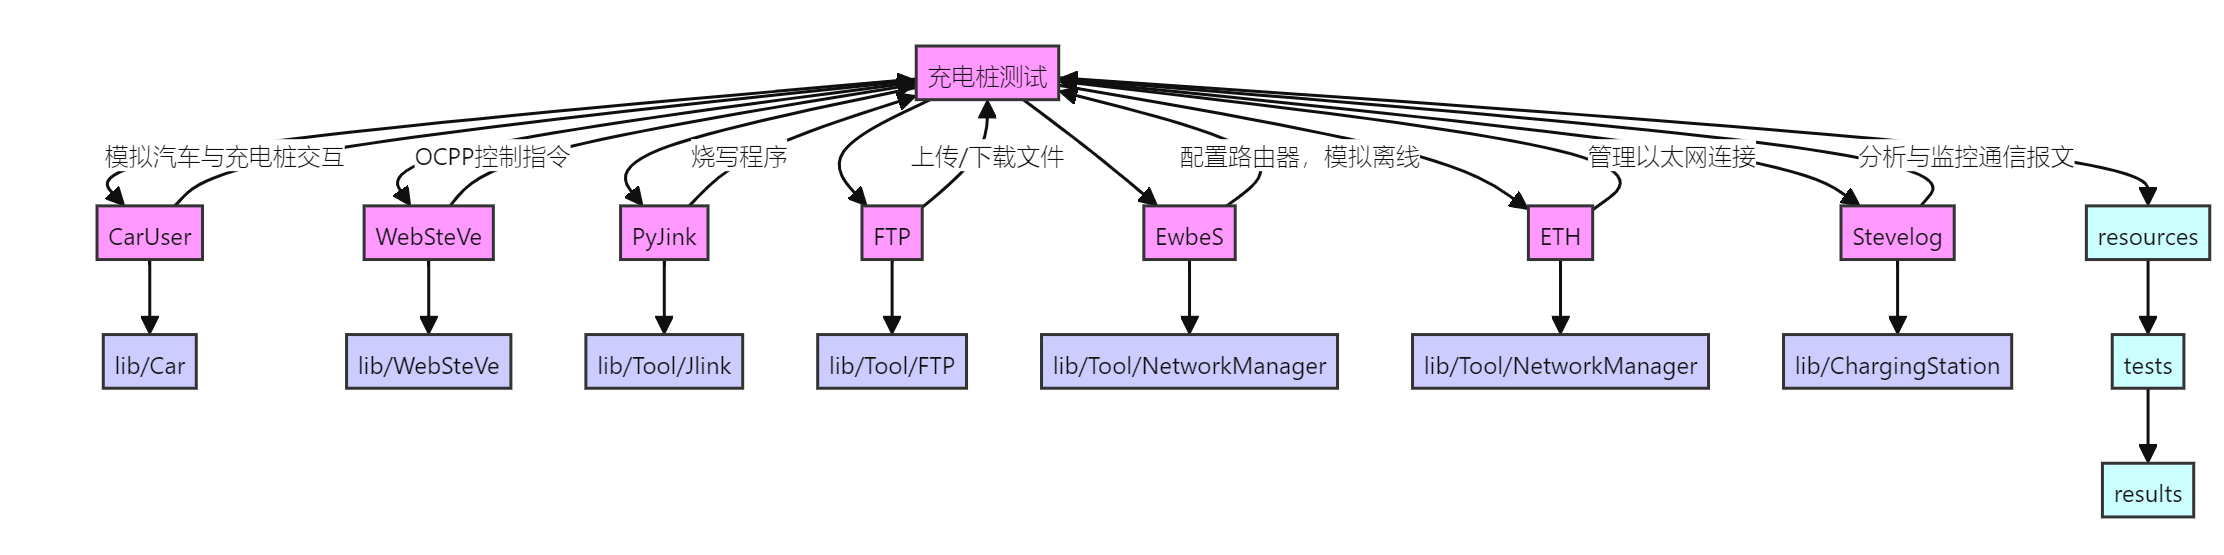 充电桩测试
模拟汽车与充电桩交互
OCPP控制指令
烧写程序
上传/下载文件
配置路由器，模拟离线
管理以太网连接
分析与监控通信报文
CarUser
WebSteVe
PyJink
FTP
EwbeS
ETH
Stevelog
resources
lib/Car
lib/WebSteVe
lib/Tool/Jlink
lib/Tool/FTP
lib/Tool/NetworkManager
lib/Tool/NetworkManager
lib/ChargingStation
tests
results